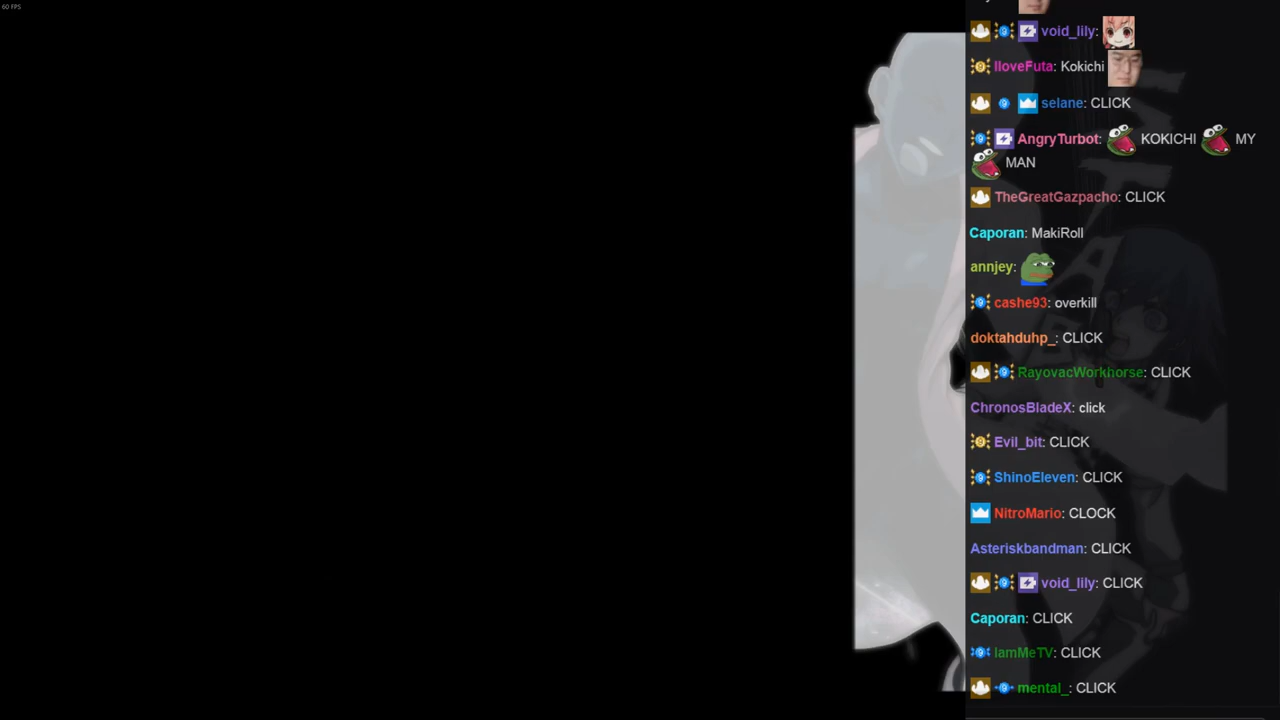 60 FPS
void_lily:
IloveFuta: Kokichi
selane: CLICK
AngryTurbot: KOKICHI MY
MAN
TheGreatGazpacho: CLICK
Caporan: MakiRoll
annjey:
cashe93: overkill
doktahduhp_: CLICK
RayovacWorkhorse: CLICK
ChronosBladeX: click
Evil_bit: CLICK
ShinoEleven: CLICK
NitroMario: CLOCK
Asteriskbandman: CLICK
void_lily: CLICK
Caporan: CLICK
IamMeTV: CLICK
mental_: CLICK